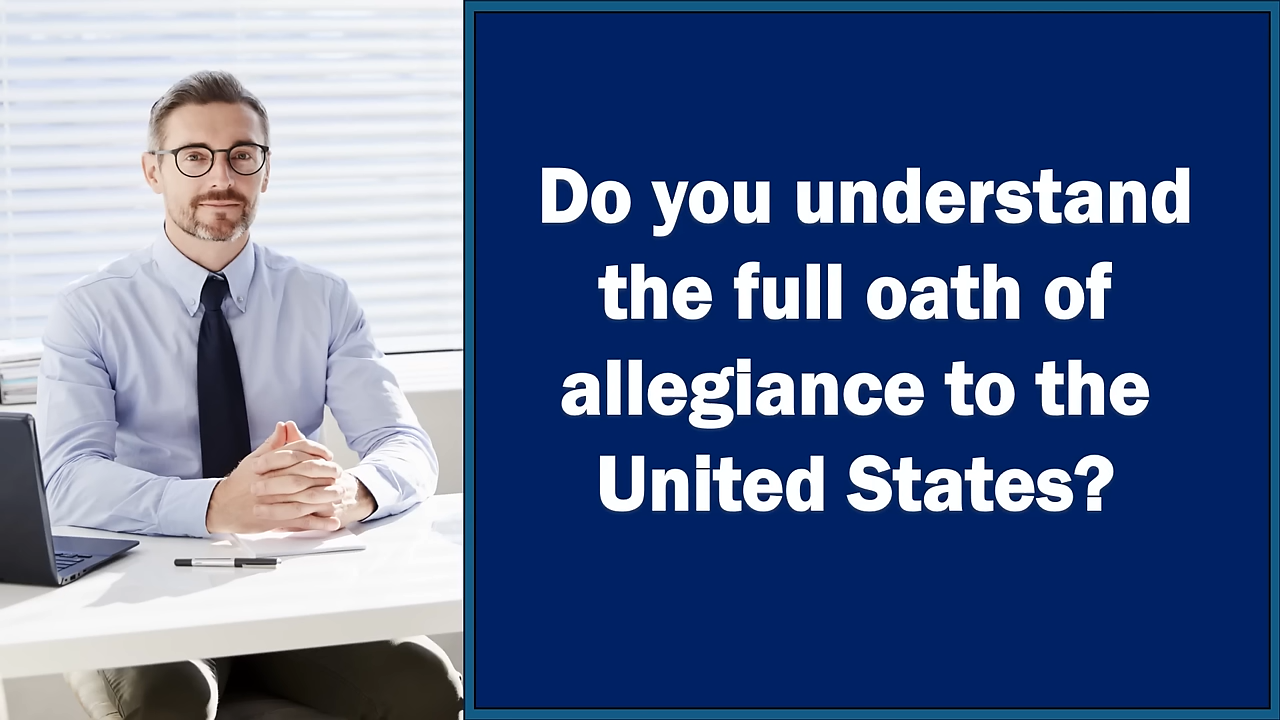 Do you understand
the full oath of
allegiance to the
United States?